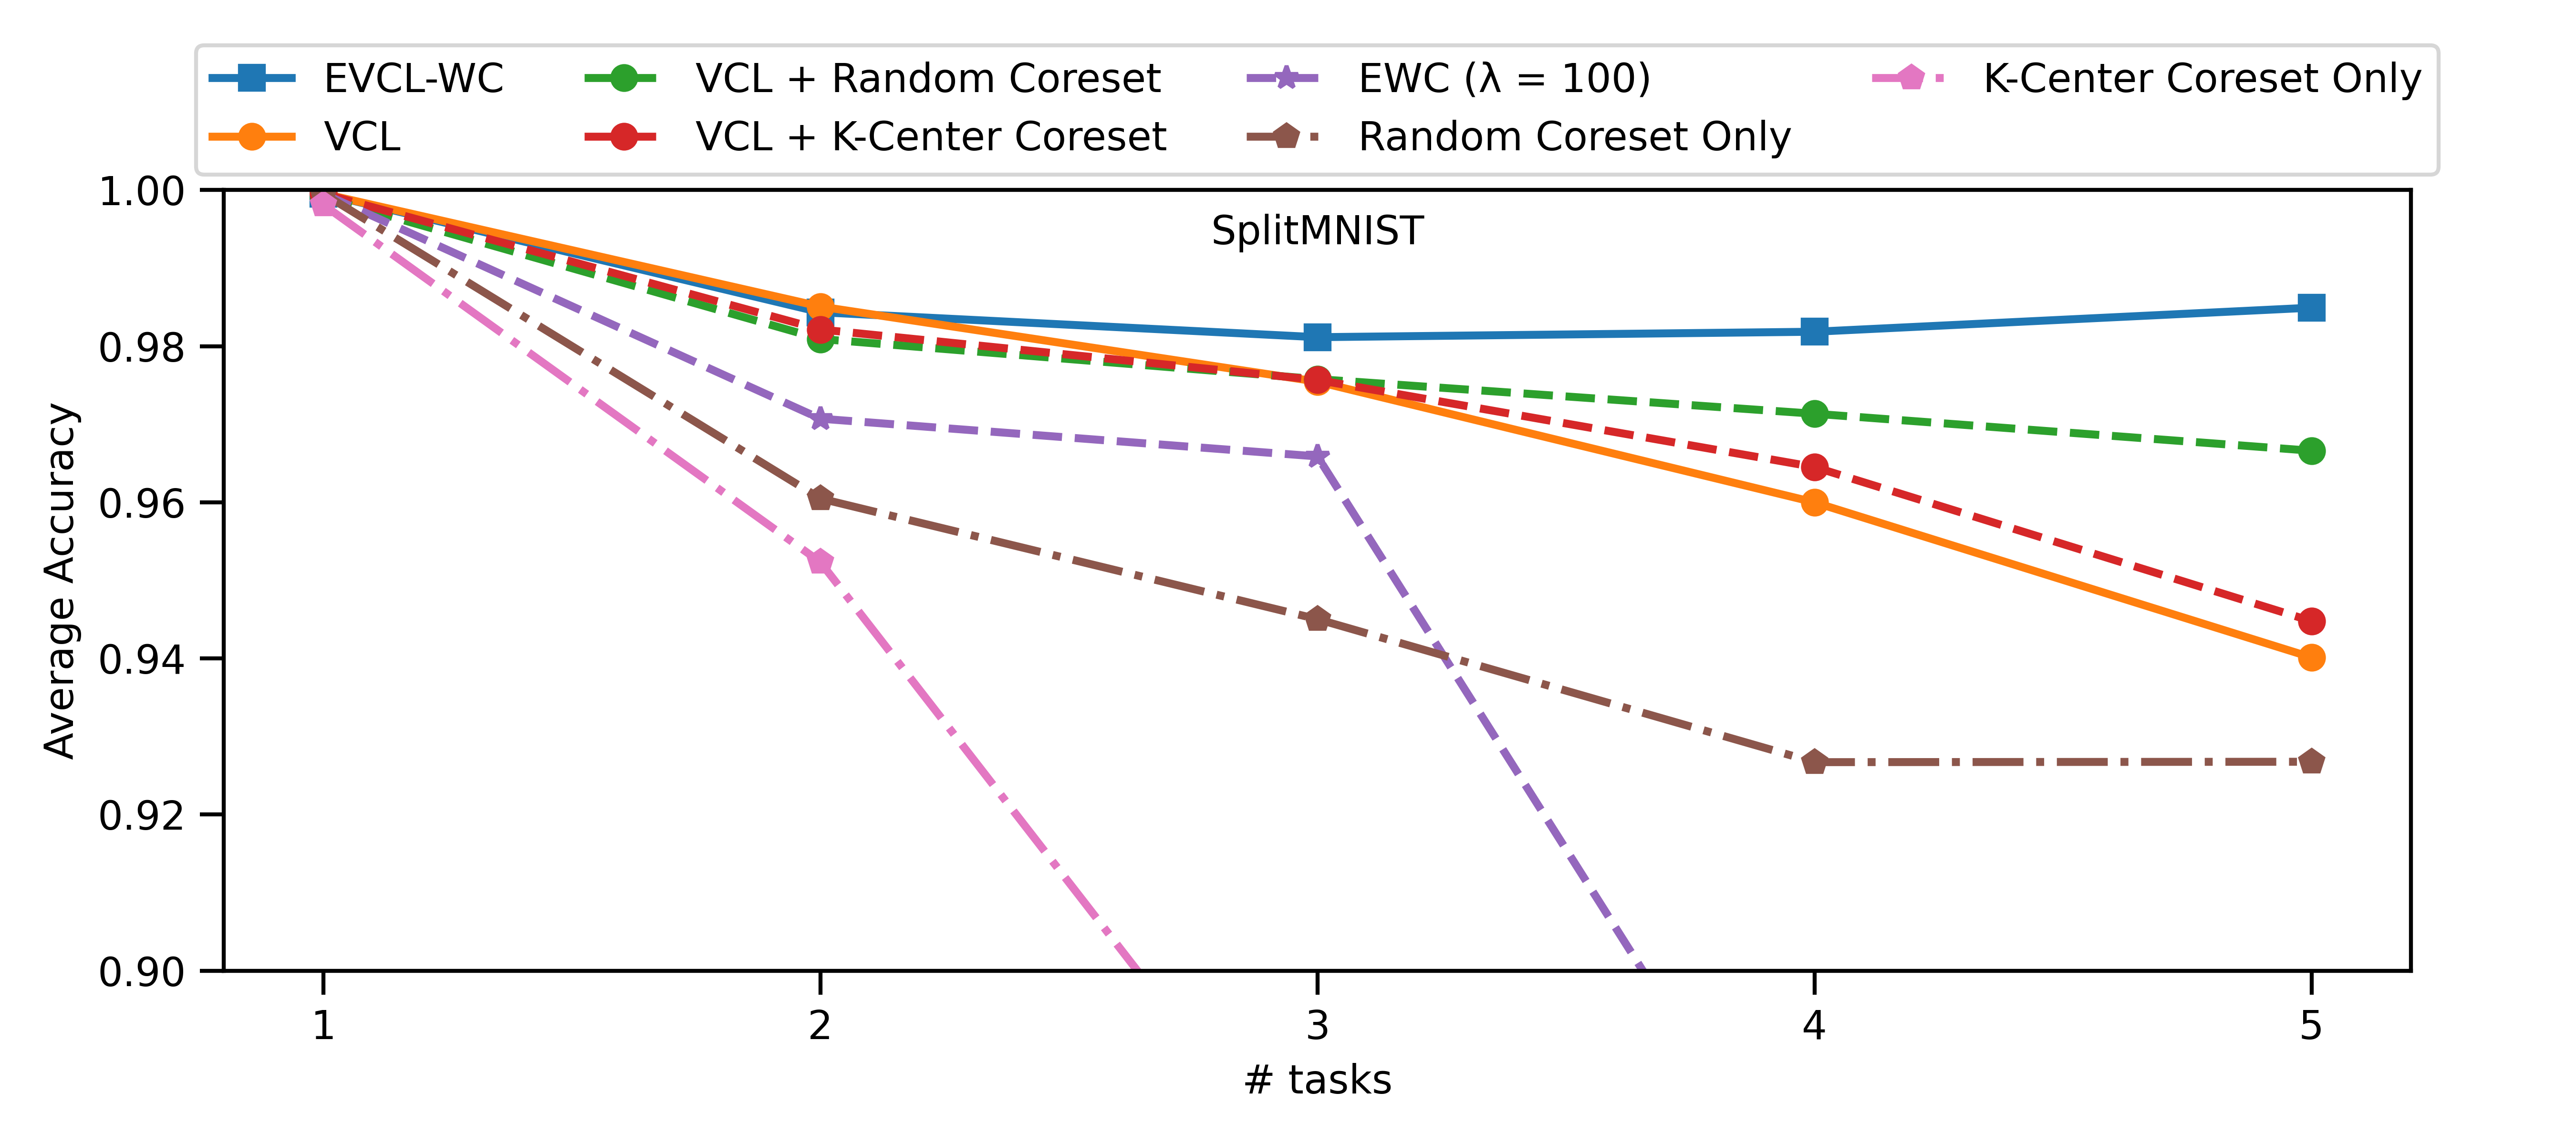 EVCL-WC
VCL
VCL + Random Coreset
VCL + K-Center Coreset
EWC (λ = 100)
Random Coreset Only
K-Center Coreset Only
SplitMNIST
Average Accuracy
1.00
0.98
0.96
0.94
0.92
0.90
1 2 3 4 5
# tasks